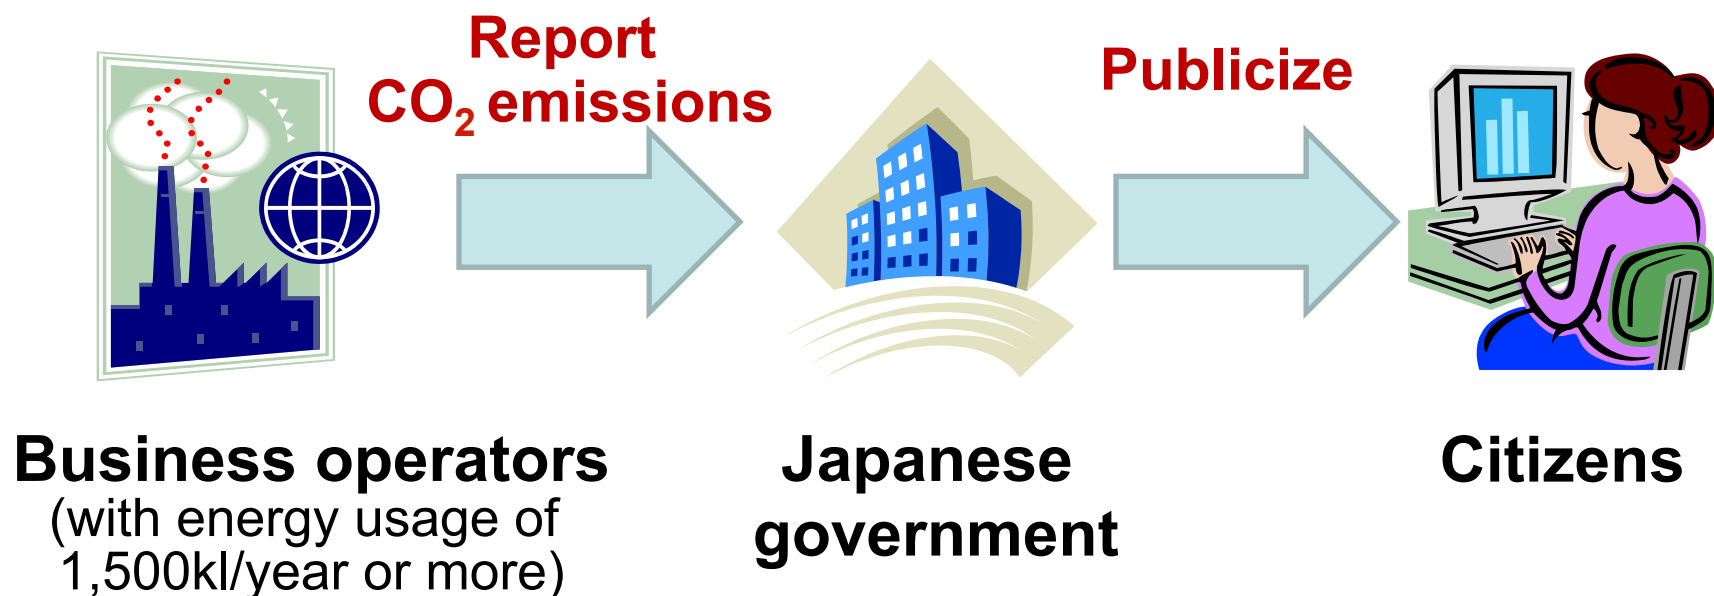 Report
CO₂ emissions
Publicize
Business operators
(with energy usage of
1,500kl/year or more)
Japanese
government
Citizens